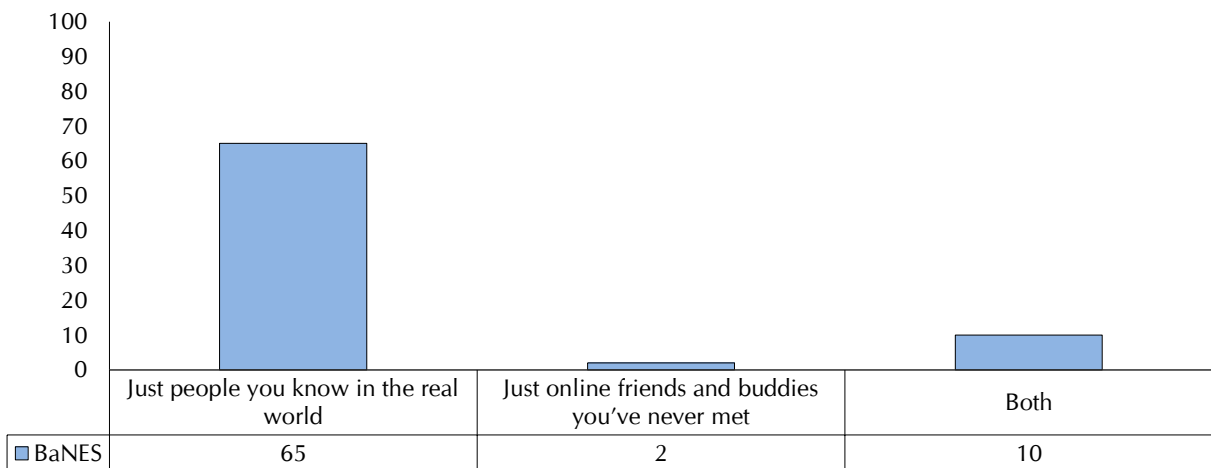 100
90
80
70
60
50
40
30
20
10
0
Just people you know in the real
world
Just online friends and buddies
you've never met
Both
BaNES 65 2 10